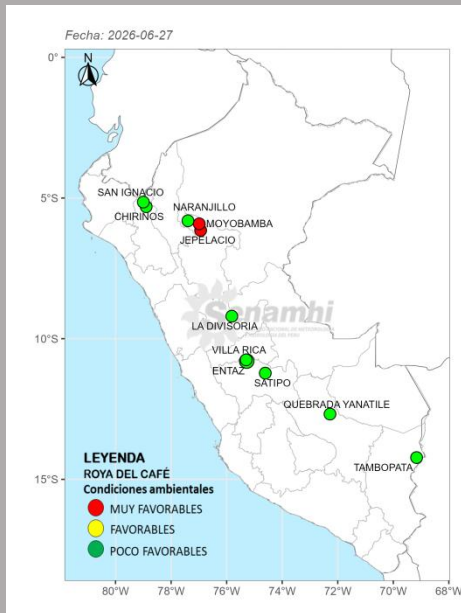 Fecha: 2026-06-27
N
0°
5°S
10°S
15°S
SAN IGNACIO
CHIRINOS
NARANJILLO
MOYOBAMBA
JEPELACIO
Senamhi
LA DIVISORIA
VILLA RICA
ENTAZ
SATIPO
QUEBRADA YANATILE
TAMBOPATA
LEYENDA
ROYA DEL CAFÉ
Condiciones ambientales
MUY FAVORABLES
FAVORABLES
POCO FAVORABLES
80°W
78°W
76°W
74°W
72°W
70°W
68°W